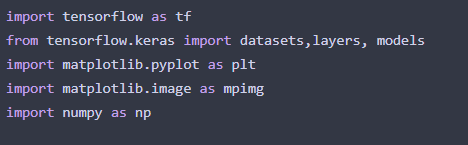 import tensorflow as tf
from tensorflow.keras import datasets,layers, models
import matplotlib.pyplot as plt
import matplotlib.image as mpimg
import numpy as np